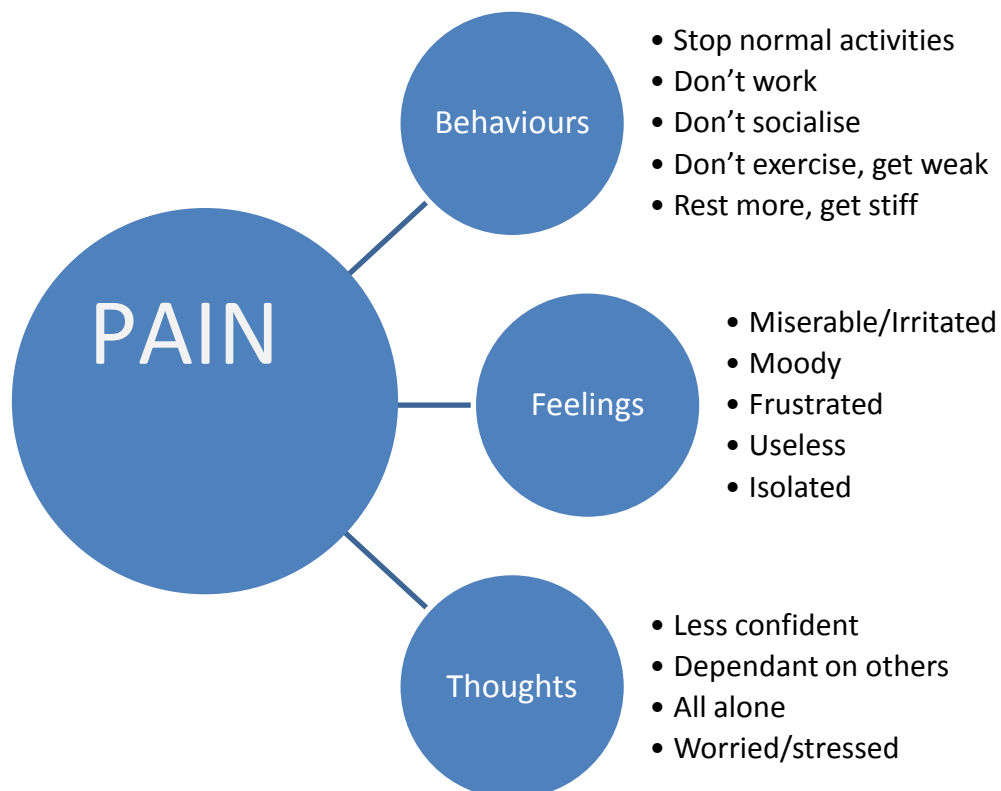 PAIN
Behaviours
• Stop normal activities
• Don’t work
• Don’t socialise
• Don’t exercise, get weak
• Rest more, get stiff
Feelings
• Miserable/Irritated
• Moody
• Frustrated
• Useless
• Isolated
Thoughts
• Less confident
• Dependant on others
• All alone
• Worried/stressed